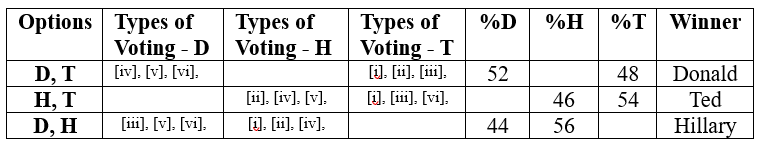 Options Types of Voting - D Types of Voting - H Types of Voting - T %D %H %T Winner
D, T [iv], [v], [vi], [i], [ii], [iii], 52 48 Donald
H, T [ii], [iv], [v], [i], [iii], [vi], 46 54 Ted
D, H [iii], [v], [vi], [i], [ii], [iv], 44 56 Hillary